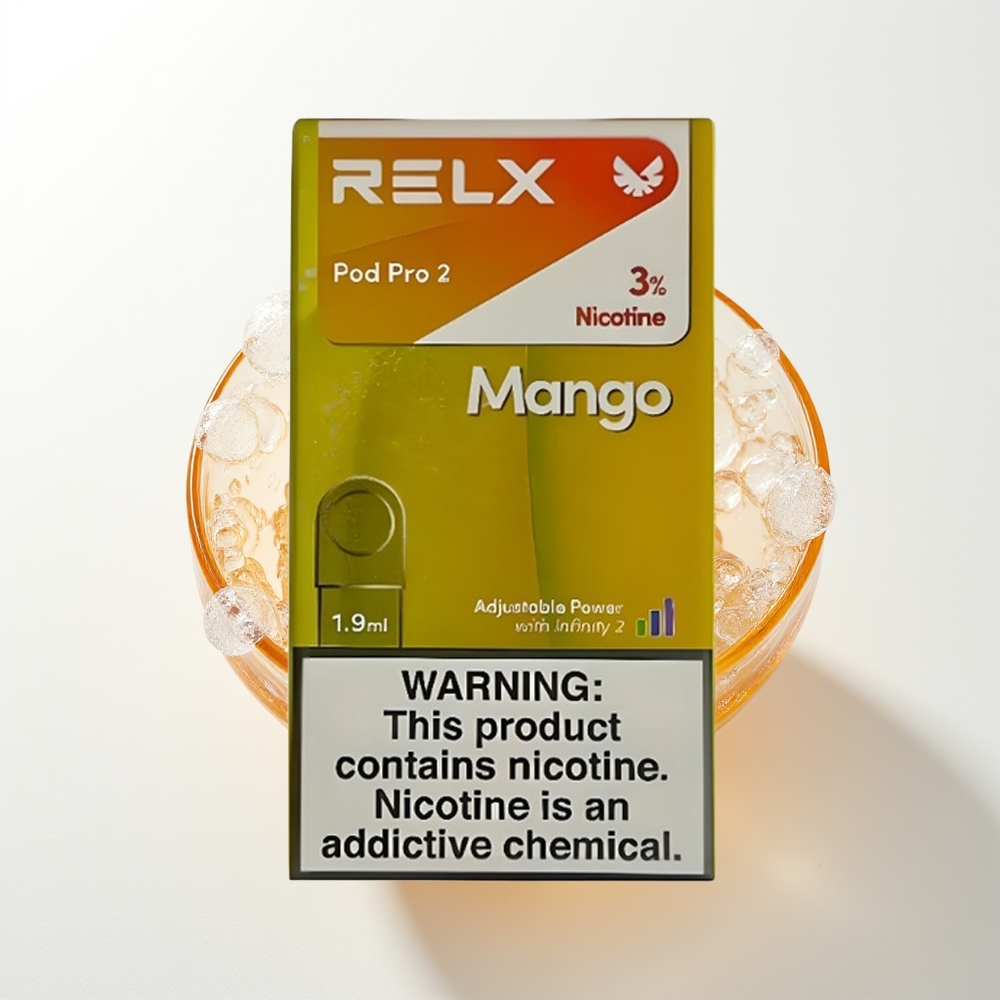 RELX
Pod Pro 2
3%
Nicotine
Mango
1.9ml
Adjustable Power
with Infinity 2
WARNING:
This product
contains nicotine.
Nicotine is an
addictive chemical.